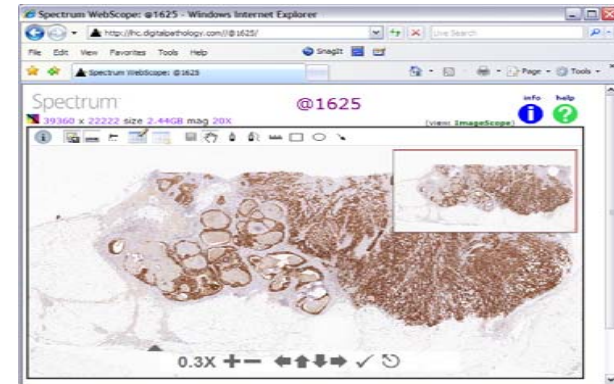 Spectrum WebScope: @1625 - Windows Internet Explorer
http://ihc.digitalpathology.com//@1625/
Live Search
File Edit View Favorites Tools Help
SnagIt
Spectrum WebScope: @1625
Page
Tools
Spectrum
@1625
info help
39360 x 22222 size 2.44GB mag 20X
(view: ImageScope)
0.3X